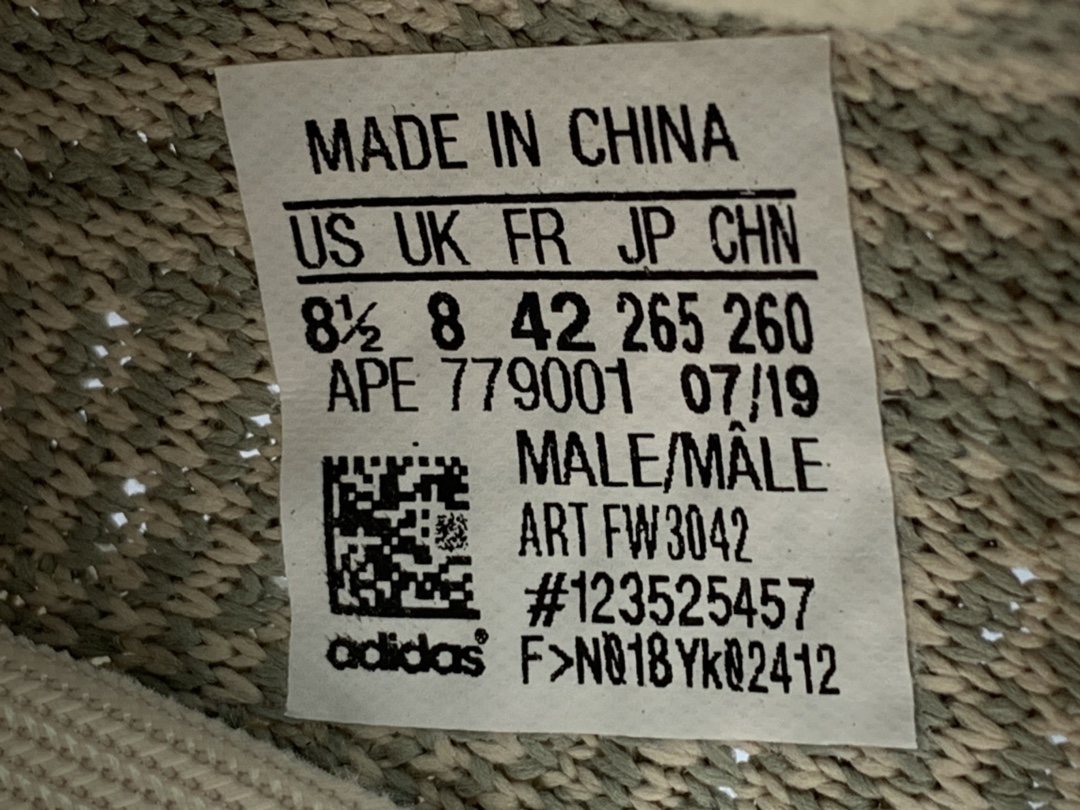 MADE IN CHINA
US UK FR JP CHN
8½ 8 42 265 260
APE 779001 07/19
MALE/MÂLE
ART FW3042
#123525457
adidas®
F>N018Yk02412